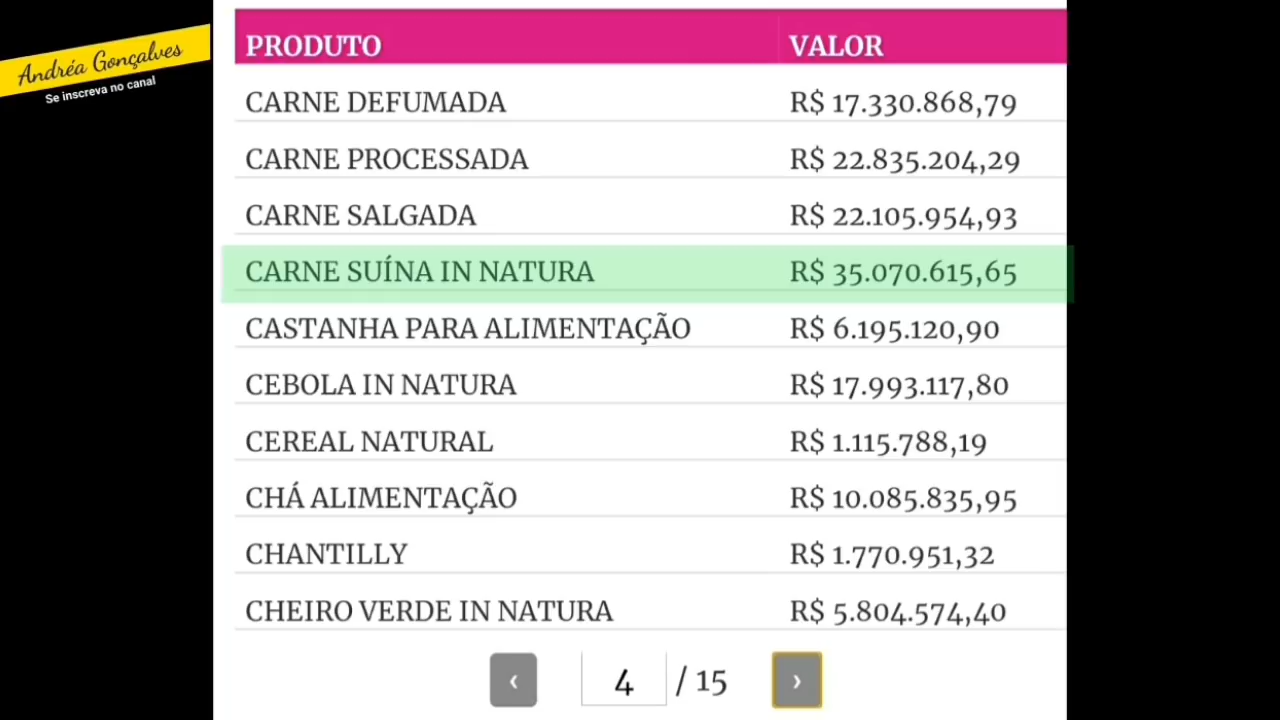 Andréa Gonçalves
Se inscreva no canal
PRODUTO VALOR
CARNE DEFUMADA R$ 17.330.868,79
CARNE PROCESSADA R$ 22.835.204,29
CARNE SALGADA R$ 22.105.954,93
CARNE SUÍNA IN NATURA R$ 35.070.615,65
CASTANHA PARA ALIMENTAÇÃO R$ 6.195.120,90
CEBOLA IN NATURA R$ 17.993.117,80
CEREAL NATURAL R$ 1.115.788,19
CHÁ ALIMENTAÇÃO R$ 10.085.835,95
CHANTILLY R$ 1.770.951,32
CHEIRO VERDE IN NATURA R$ 5.804.574,40
‹ 4 / 15 ›